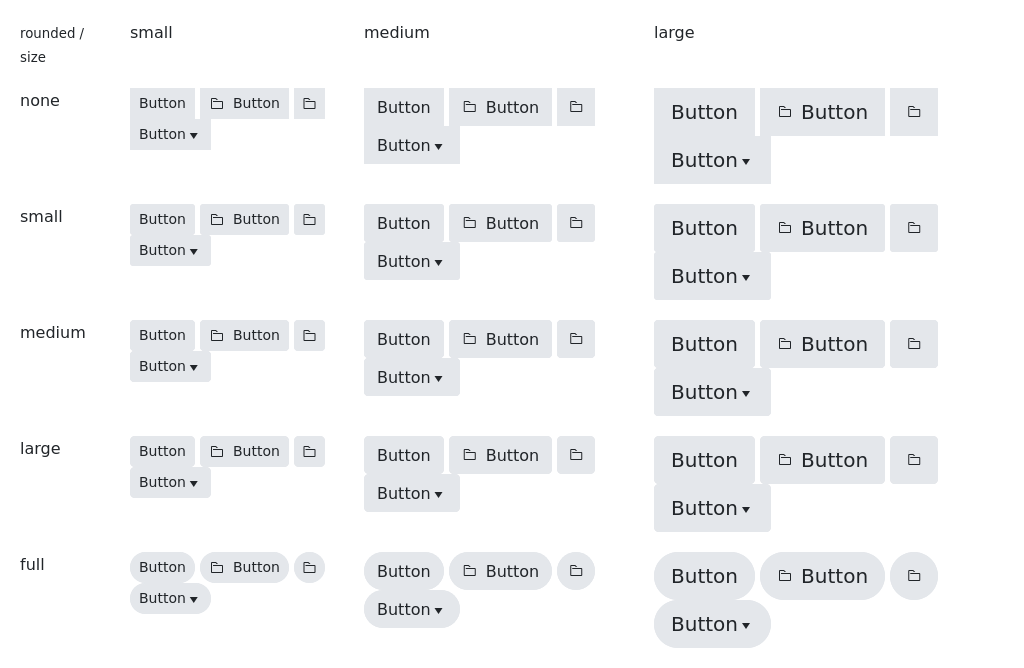 rounded / small medium large
size
none Button Button Button Button Button Button
Button Button Button
small Button Button Button Button Button Button
Button Button Button
medium Button Button Button Button Button Button
Button Button Button
large Button Button Button Button Button Button
Button Button Button
full Button Button Button Button Button Button
Button Button Button